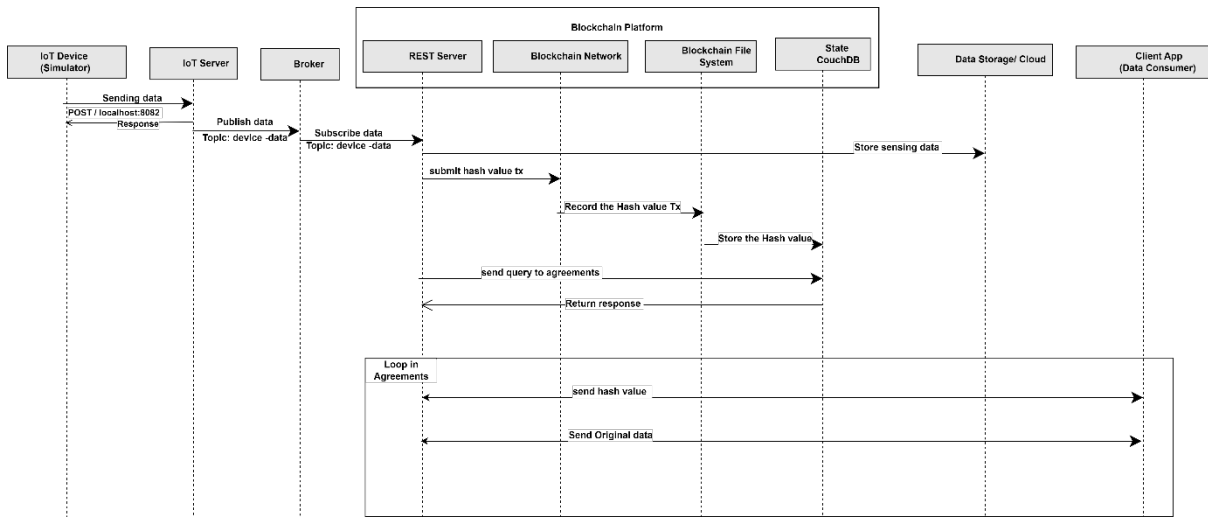 Blockchain Platform
IoT Device
(Simulator)
IoT Server
Broker
REST Server
Blockchain Network
Blockchain File
System
State
CouchDB
Data Storage/ Cloud
Client App
(Data Consumer)
Sending data
POST / localhost:8082
Response
Publish data
Topic: device -data
Subscribe data
Topic: device -data
Store sensing data
submit hash value tx
Record the Hash value Tx
Store the Hash value
send query to agreements
Return response
Loop in
Agreements
send hash value
Send Original data